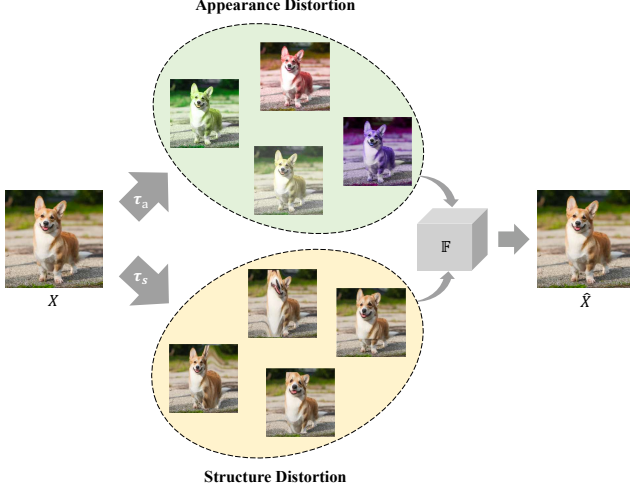 Appearance Distortion
τa
𝔽
τs
X
X̂
Structure Distortion